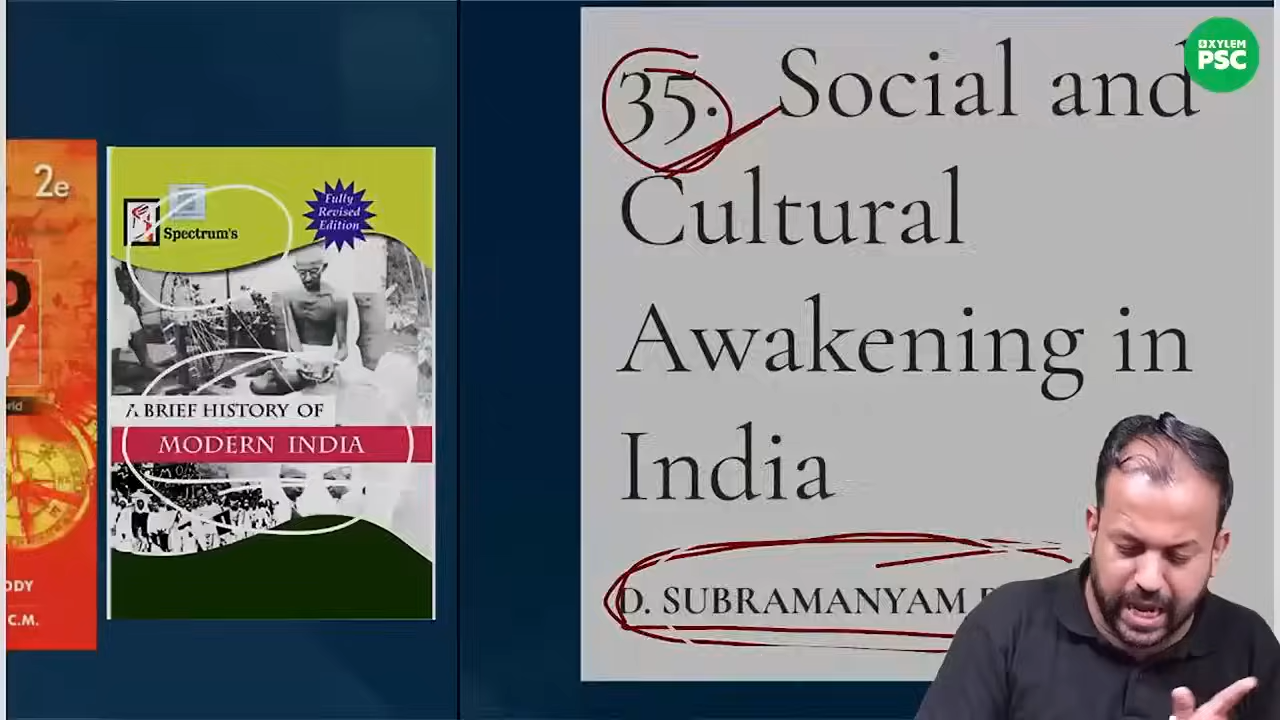 2e
ODY
C.M.
Spectrum's
Fully
Revised
Edition
A BRIEF HISTORY OF
MODERN INDIA
35. Social and
Cultural
Awakening in
India
D. SUBRAMANYAM
XYLEM
PSC